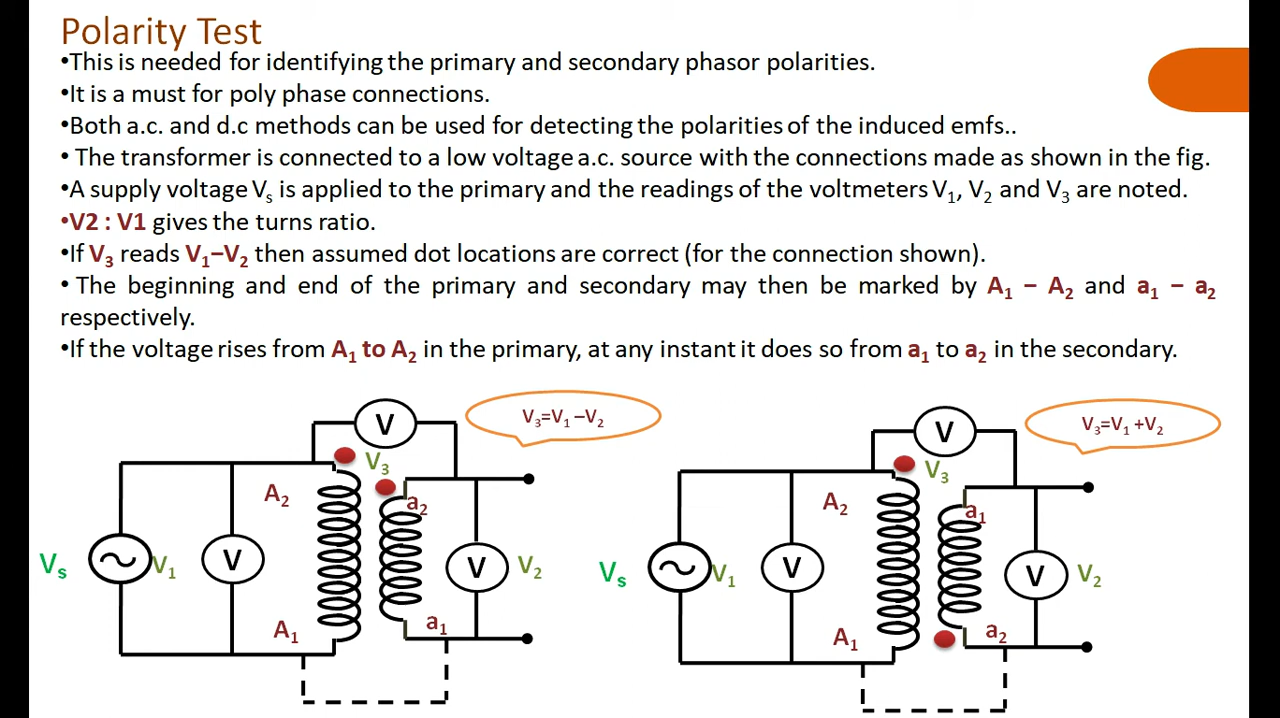 Polarity Test
•This is needed for identifying the primary and secondary phasor polarities.
•It is a must for poly phase connections.
•Both a.c. and d.c methods can be used for detecting the polarities of the induced emfs..
• The transformer is connected to a low voltage a.c. source with the connections made as shown in the fig.
•A supply voltage Vs is applied to the primary and the readings of the voltmeters V1, V2 and V3 are noted.
•V2 : V1 gives the turns ratio.
•If V3 reads V1−V2 then assumed dot locations are correct (for the connection shown).
• The beginning and end of the primary and secondary may then be marked by A1 − A2 and a1 − a2
respectively.
•If the voltage rises from A1 to A2 in the primary, at any instant it does so from a1 to a2 in the secondary.
V
V3=V1 −V2
V3
A2
a2
Vs
V1
V
V
V2
A1
a1
V
V3=V1 +V2
V3
A2
a1
Vs
V1
V
V
V2
A1
a2